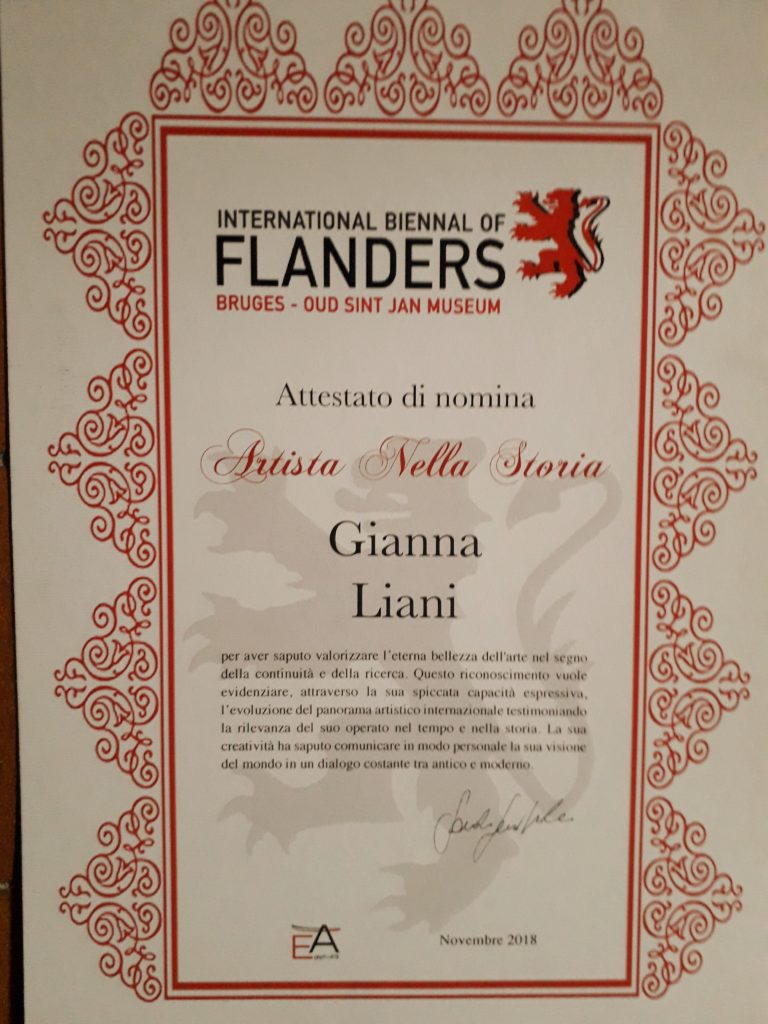 INTERNATIONAL BIENNAL OF
FLANDERS
BRUGES - OUD SINT JAN MUSEUM
Attestato di nomina
Artista Nella Storia
Gianna
Liani
per aver saputo valorizzare l'eterna bellezza dell'arte nel segno
della continuità e della ricerca. Questo riconoscimento vuole
evidenziare, attraverso la sua spiccata capacità espressiva,
l'evoluzione del panorama artistico internazionale testimoniando
la rilevanza del suo operato nel tempo e nella storia. La sua
creatività ha saputo comunicare in modo personale la sua visione
del mondo in un dialogo costante tra antico e moderno.
EA
Novembre 2018